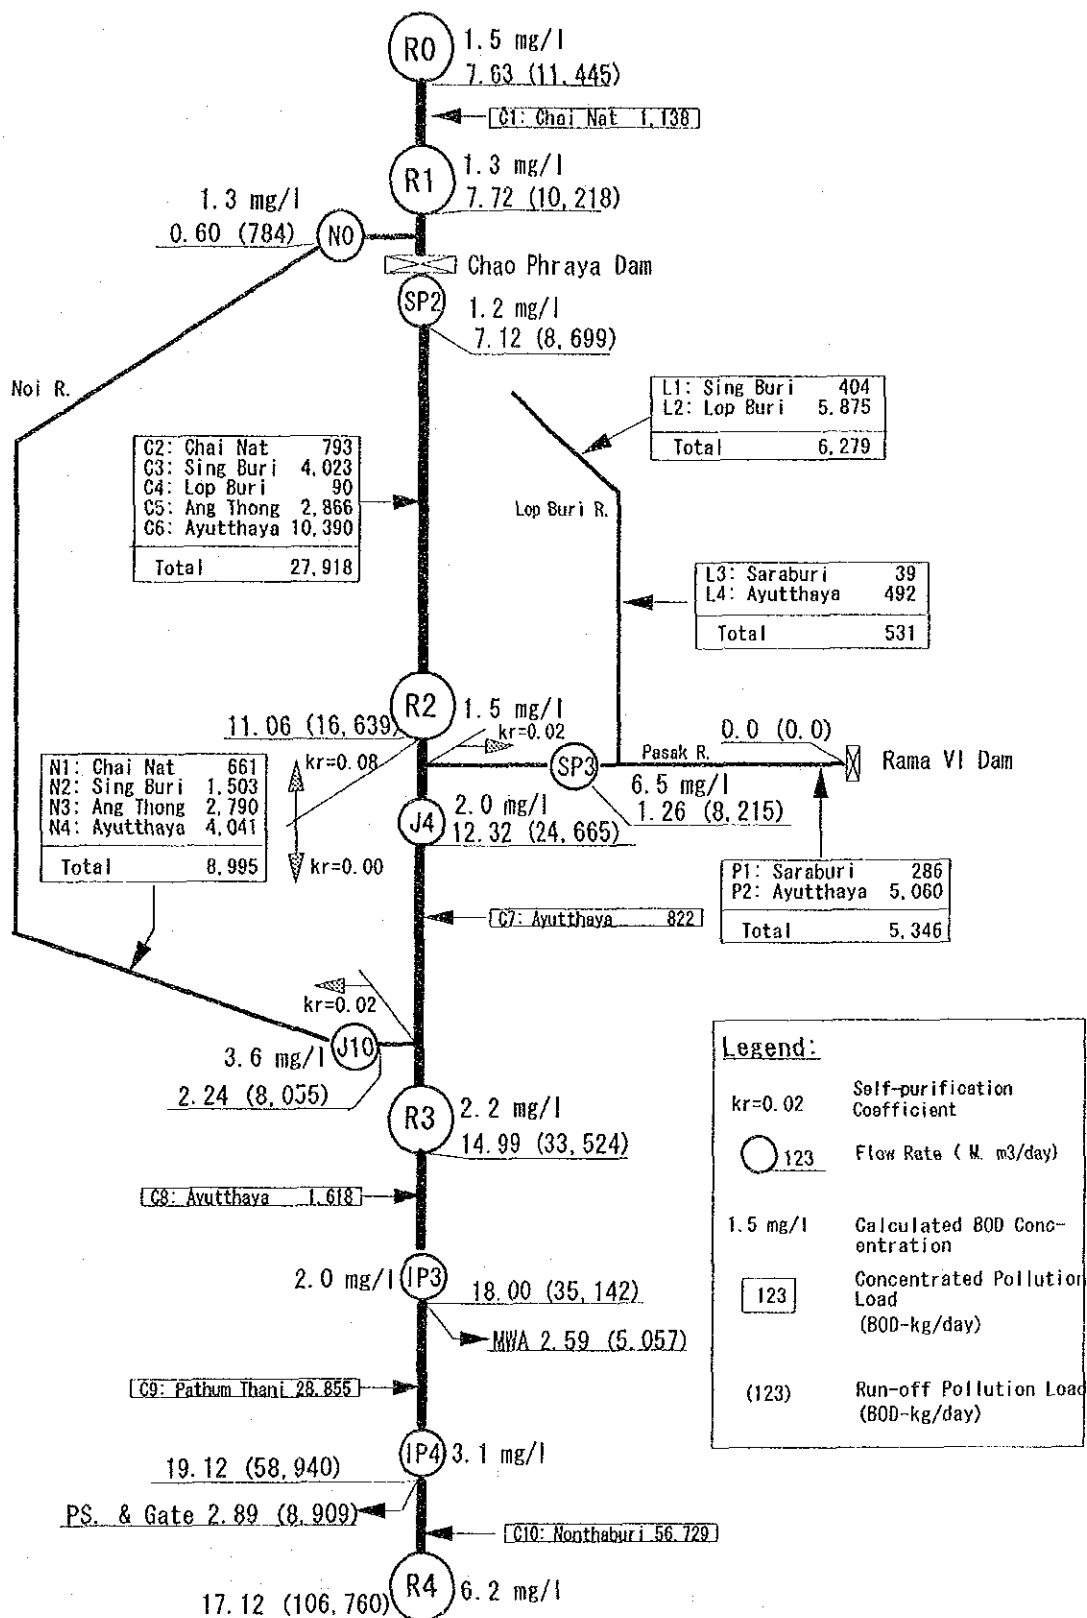 R0
1.5 mg/l
7.63 (11,445)
C1: Chai Nat 1,138
R1
1.3 mg/l
7.72 (10,218)
1.3 mg/l
0.60 (784)
N0
Chao Phraya Dam
SP2
1.2 mg/l
7.12 (8,699)
Noi R.
L1: Sing Buri 404
L2: Lop Buri 5.875
Total 6,279
C2: Chai Nat 793
C3: Sing Buri 4,023
C4: Lop Buri 90
C5: Ang Thong 2,866
C6: Ayutthaya 10,390
Total 27,918
Lop Buri R.
L3: Saraburi 39
L4: Ayutthaya 492
Total 531
R2
1.5 mg/l
11.06 (16,639)
kr=0.02
0.0 (0.0)
kr=0.08
SP3
Pasak R.
Rama VI Dam
6.5 mg/l
1.26 (8,215)
N1: Chai Nat 661
N2: Sing Buri 1,503
N3: Ang Thong 2,790
N4: Ayutthaya 4,041
Total 8,995
J4
2.0 mg/l
12.32 (24,665)
kr=0.00
P1: Saraburi 286
P2: Ayutthaya 5,060
Total 5,346
C7: Ayutthaya 822
kr=0.02
J10
3.6 mg/l
2.24 (8,055)
R3
2.2 mg/l
14.99 (33,524)
C8: Ayutthaya 1,618
2.0 mg/l
IP3
18.00 (35,142)
MWA 2.59 (5,057)
C9: Pathum Thani 28.855
IP4
3.1 mg/l
19.12 (58,940)
PS. & Gate 2.89 (8,909)
C10: Nonthaburi 56.729
R4
6.2 mg/l
17.12 (106,760)
Legend:
kr=0.02 Self-purification
Coefficient
123 Flow Rate ( M. m3/day)
1.5 mg/l Calculated BOD Conc-
entration
123 Concentrated Pollution
Load
(BOD-kg/day)
(123) Run-off Pollution Load
(BOD-kg/day)